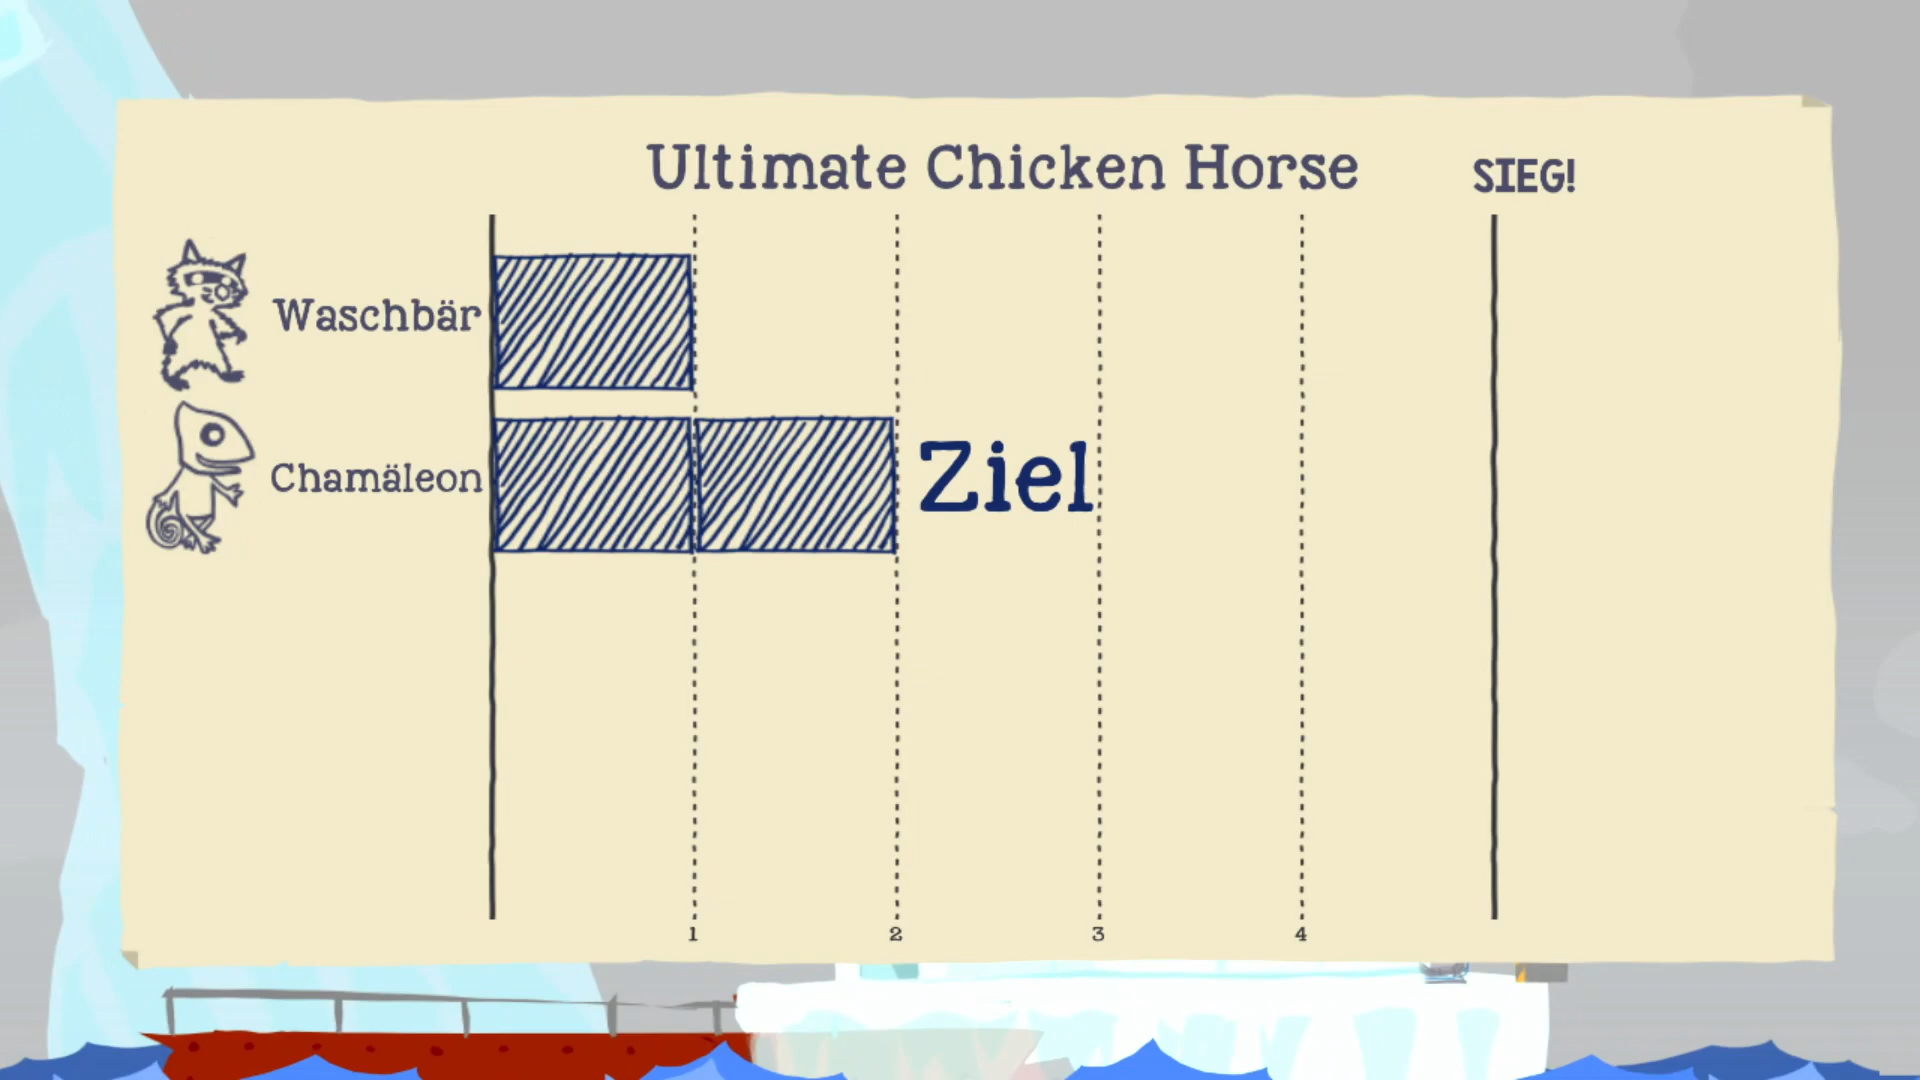 Ultimate Chicken Horse
SIEG!
Waschbär
Chamäleon
Ziel
1 2 3 4